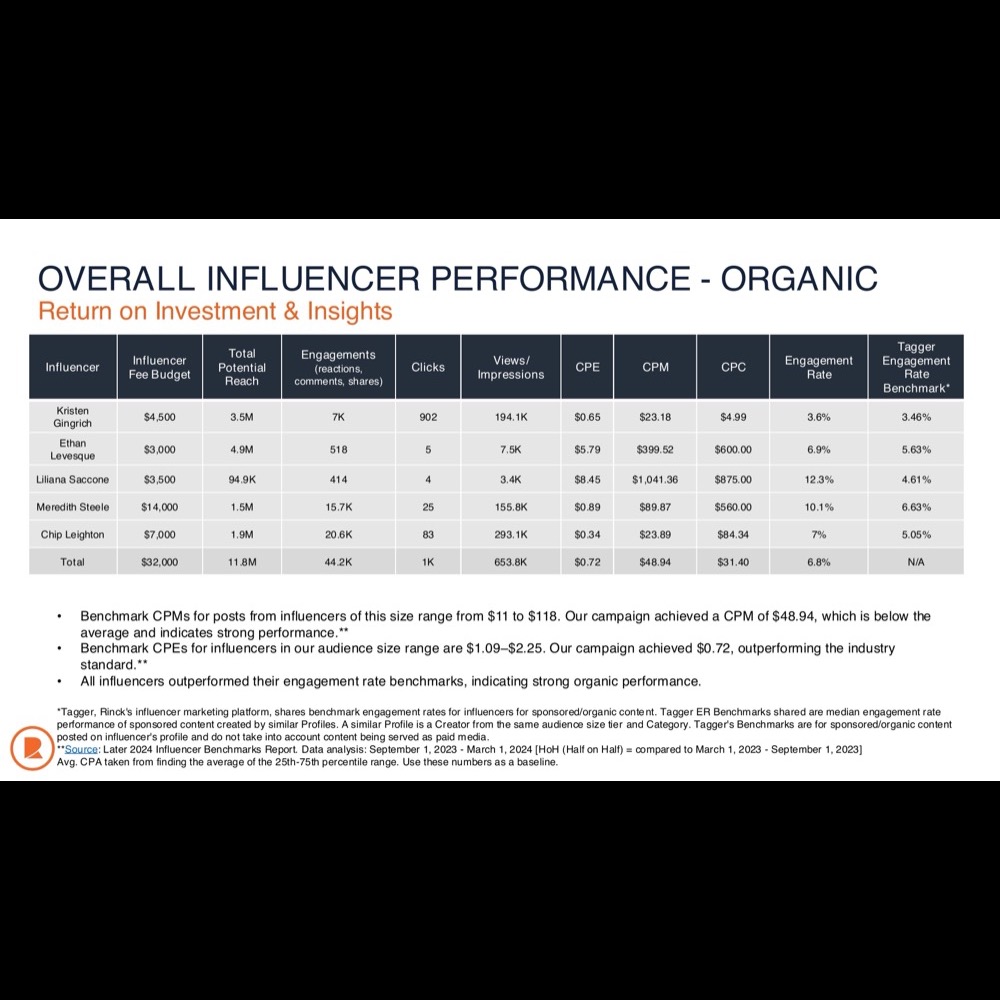 OVERALL INFLUENCER PERFORMANCE - ORGANIC
Return on Investment & Insights
Influencer Influencer Fee Budget Total Potential Reach Engagements (reactions, comments, shares) Clicks Views/ Impressions CPE CPM CPC Engagement Rate Tagger Engagement Rate Benchmark*
Kristen Gingrich $4,500 3.5M 7K 902 194.1K $0.65 $23.18 $4.99 3.6% 3.46%
Ethan Levesque $3,000 4.9M 518 5 7.5K $5.79 $399.52 $600.00 6.9% 5.63%
Liliana Saccone $3,500 94.9K 414 4 3.4K $8.45 $1,041.36 $875.00 12.3% 4.61%
Meredith Steele $14,000 1.5M 15.7K 25 155.8K $0.89 $89.87 $560.00 10.1% 6.63%
Chip Leighton $7,000 1.9M 20.6K 83 293.1K $0.34 $23.89 $84.34 7% 5.05%
Total $32,000 11.8M 44.2K 1K 653.8K $0.72 $48.94 $31.40 6.8% N/A
• Benchmark CPMs for posts from influencers of this size range from $11 to $118. Our campaign achieved a CPM of $48.94, which is below the
average and indicates strong performance.**
• Benchmark CPEs for influencers in our audience size range are $1.09–$2.25. Our campaign achieved $0.72, outperforming the industry
standard.**
• All influencers outperformed their engagement rate benchmarks, indicating strong organic performance.
*Tagger, Rinck's influencer marketing platform, shares benchmark engagement rates for influencers for sponsored/organic content. Tagger ER Benchmarks shared are median engagement rate
performance of sponsored content created by similar Profiles. A similar Profile is a Creator from the same audience size tier and Category. Tagger's Benchmarks are for sponsored/organic content
posted on influencer's profile and do not take into account content being served as paid media.
**Source: Later 2024 Influencer Benchmarks Report. Data analysis: September 1, 2023 - March 1, 2024 [HoH (Half on Half) = compared to March 1, 2023 - September 1, 2023]
Avg. CPA taken from finding the average of the 25th-75th percentile range. Use these numbers as a baseline.